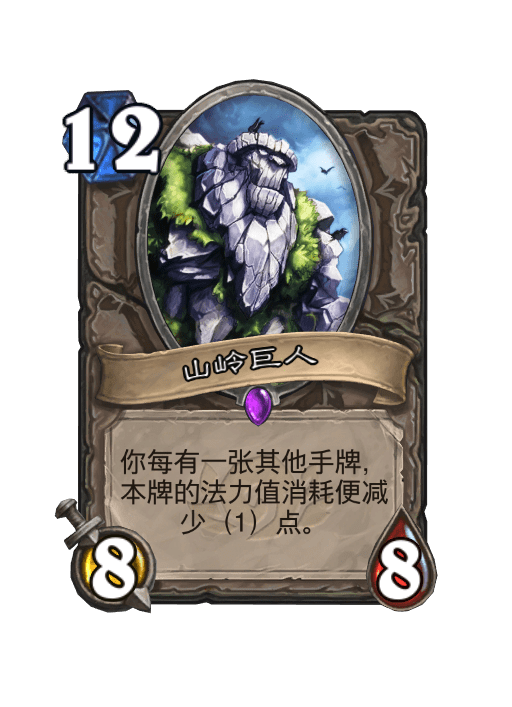 12
山岭巨人
你每有一张其他手牌,
本牌的法力值消耗便减
少（1）点。
8
8